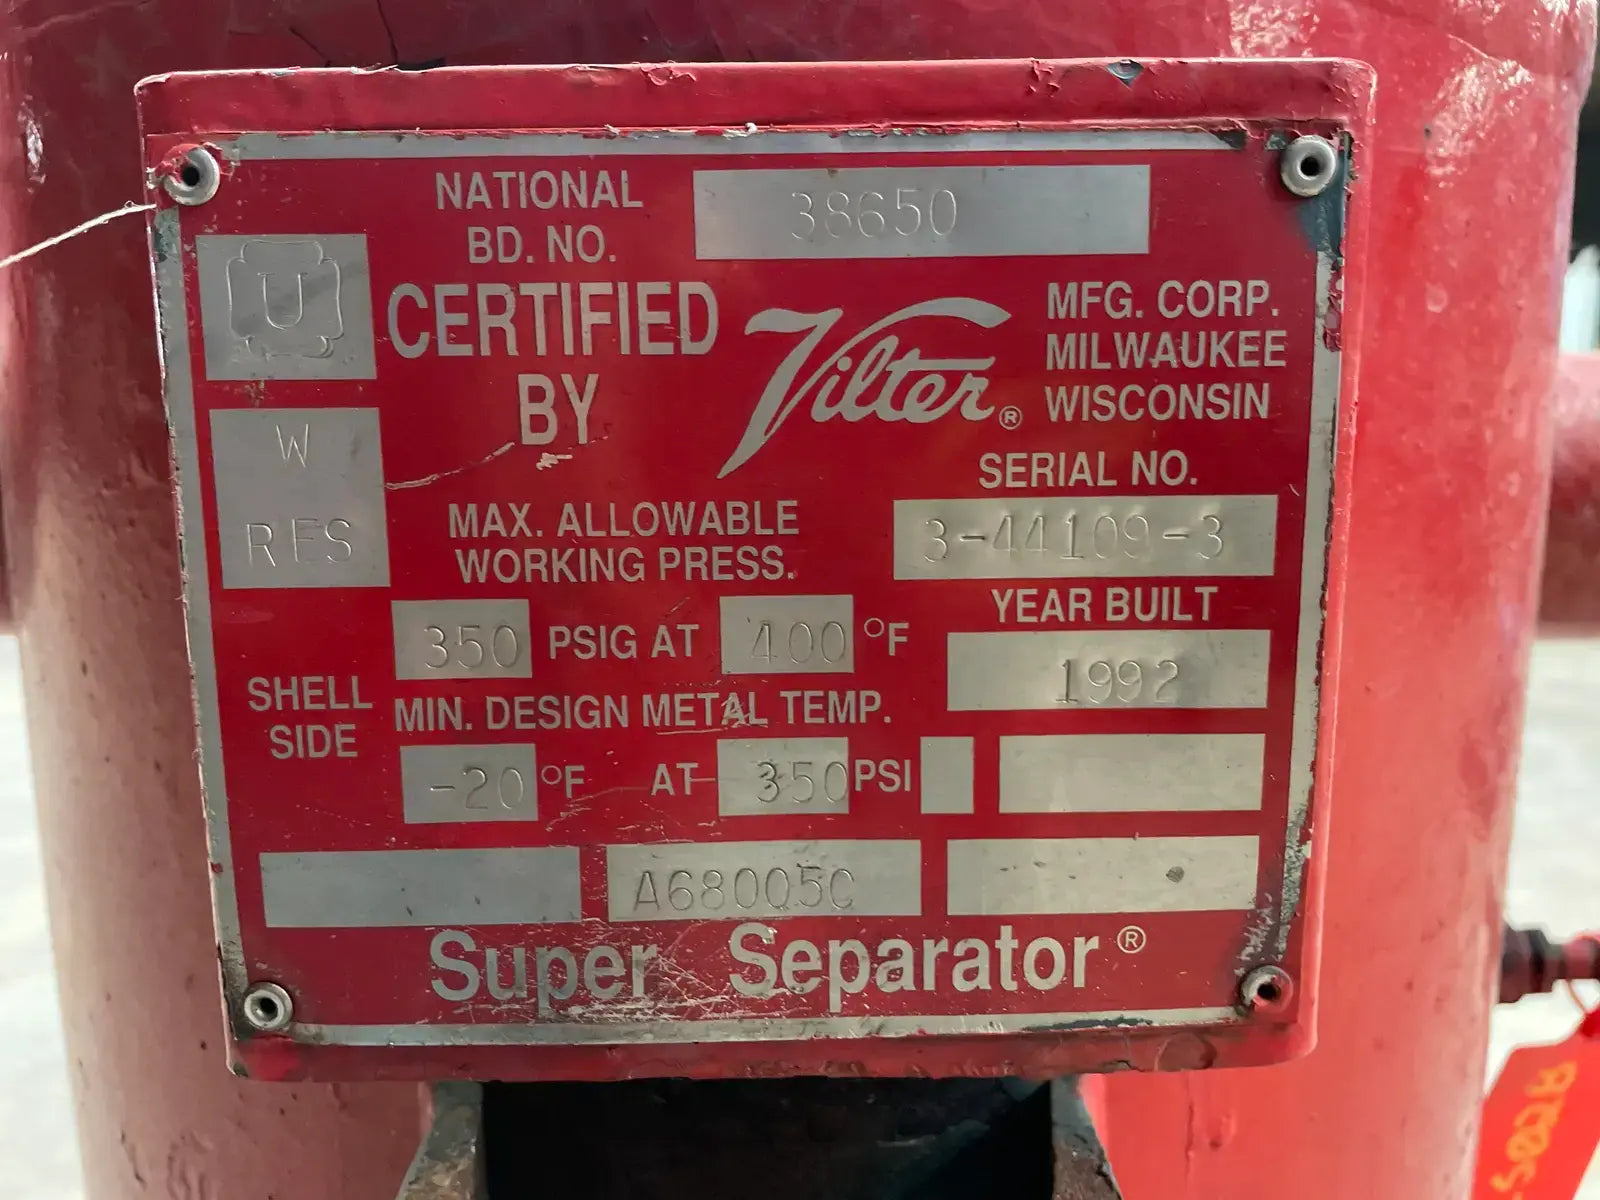 NATIONAL
BD. NO.
38650
U
CERTIFIED
BY
Vilter®
MFG. CORP.
MILWAUKEE
WISCONSIN
W
RFS
SERIAL NO.
3-44109-3
MAX. ALLOWABLE
WORKING PRESS.
350 PSIG AT 400 °F
YEAR BUILT
1992
SHELL
SIDE
MIN. DESIGN METAL TEMP.
-20 °F AT 350 PSI
A68005C
Super Separator®